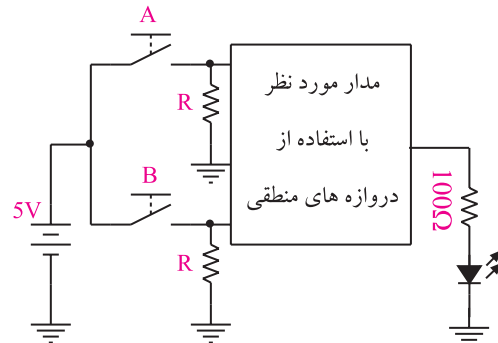 A
مدار مورد نظر
R
با استفاده از
B
100Ω
دروازه های منطقی
5V
R